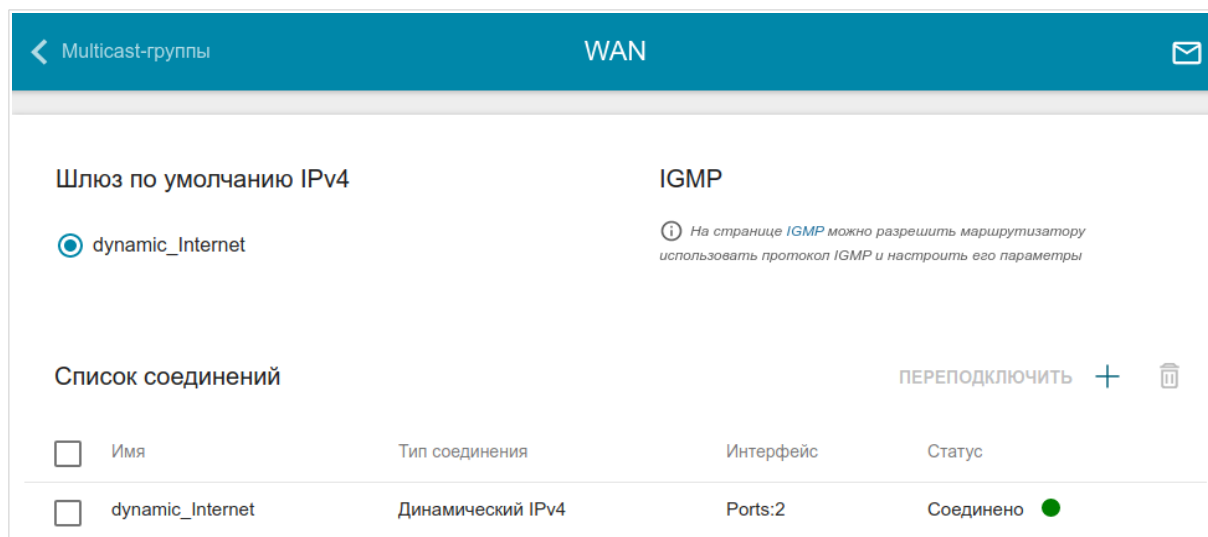 Multicast-группы
WAN
Шлюз по умолчанию IPv4
dynamic_Internet
IGMP
На странице IGMP можно разрешить маршрутизатору
использовать протокол IGMP и настроить его параметры
Список соединений
ПЕРЕПОДКЛЮЧИТЬ
Имя Тип соединения Интерфейс Статус
dynamic_Internet Динамический IPv4 Ports:2 Соединено